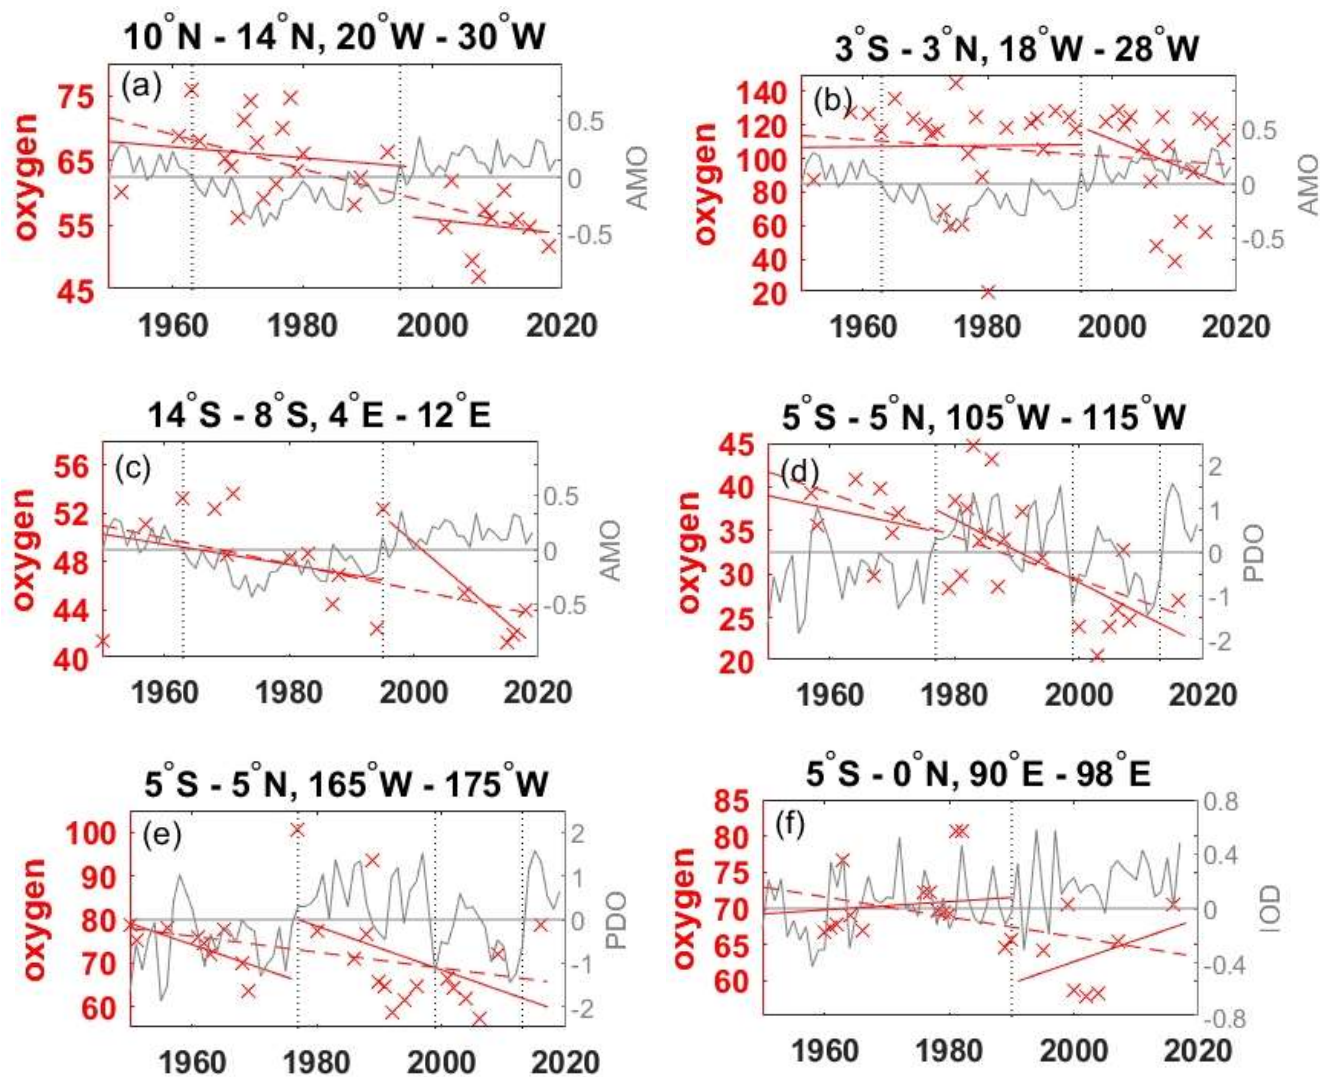 10°N - 14°N, 20°W - 30°W
(a)
75
65
55
45
oxygen
0.5
0
-0.5
AMO
1960 1980 2000 2020
3°S - 3°N, 18°W - 28°W
(b)
140
120
100
80
60
40
20
oxygen
0.5
0
-0.5
AMO
1960 1980 2000 2020
14°S - 8°S, 4°E - 12°E
(c)
56
52
48
44
40
oxygen
0.5
0
-0.5
AMO
1960 1980 2000 2020
5°S - 5°N, 105°W - 115°W
(d)
45
40
35
30
25
20
oxygen
2
1
0
-1
-2
PDO
1960 1980 2000 2020
5°S - 5°N, 165°W - 175°W
(e)
100
90
80
70
60
oxygen
2
1
0
-1
-2
PDO
1960 1980 2000 2020
5°S - 0°N, 90°E - 98°E
(f)
85
80
75
70
65
60
oxygen
0.8
0.4
0
-0.4
-0.8
IOD
1960 1980 2000 2020